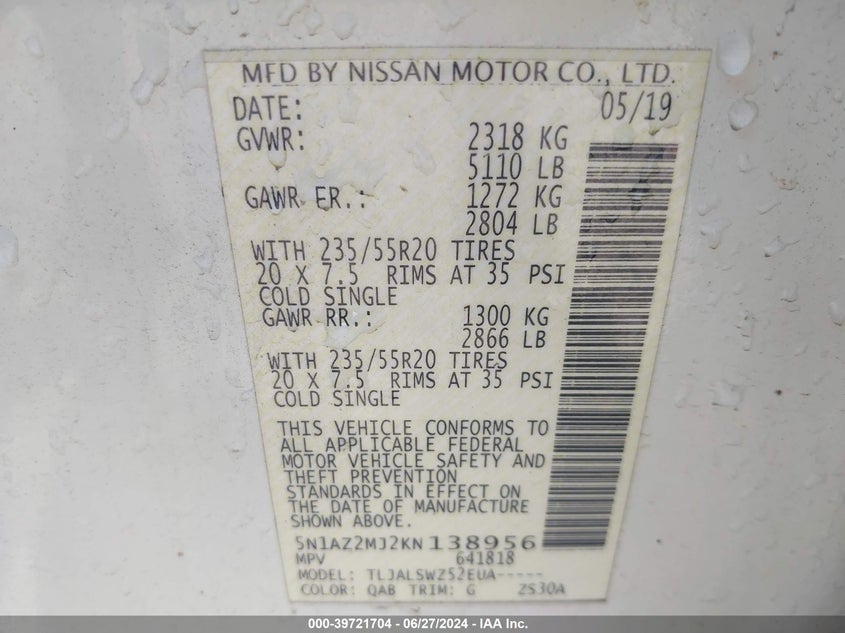 MFD BY NISSAN MOTOR CO., LTD.
DATE: 05/19
GVWR: 2318 KG
5110 LB
GAWR FR.: 1272 KG
2804 LB
WITH 235/55R20 TIRES
20 X 7.5 RIMS AT 35 PSI
COLD SINGLE
GAWR RR.: 1300 KG
2866 LB
WITH 235/55R20 TIRES
20 X 7.5 RIMS AT 35 PSI
COLD SINGLE
THIS VEHICLE CONFORMS TO
ALL APPLICABLE FEDERAL
MOTOR VEHICLE SAFETY AND
THEFT PREVENTION
STANDARDS IN EFFECT ON
THE DATE OF MANUFACTURE
SHOWN ABOVE.
5N1AZ2MJ2KN138956
MPV 641818
MODEL: TLJALSWZ52EUA-----
COLOR: QAB TRIM: G ZS30A
000-39721704 - 06/27/2024 - IAA Inc.